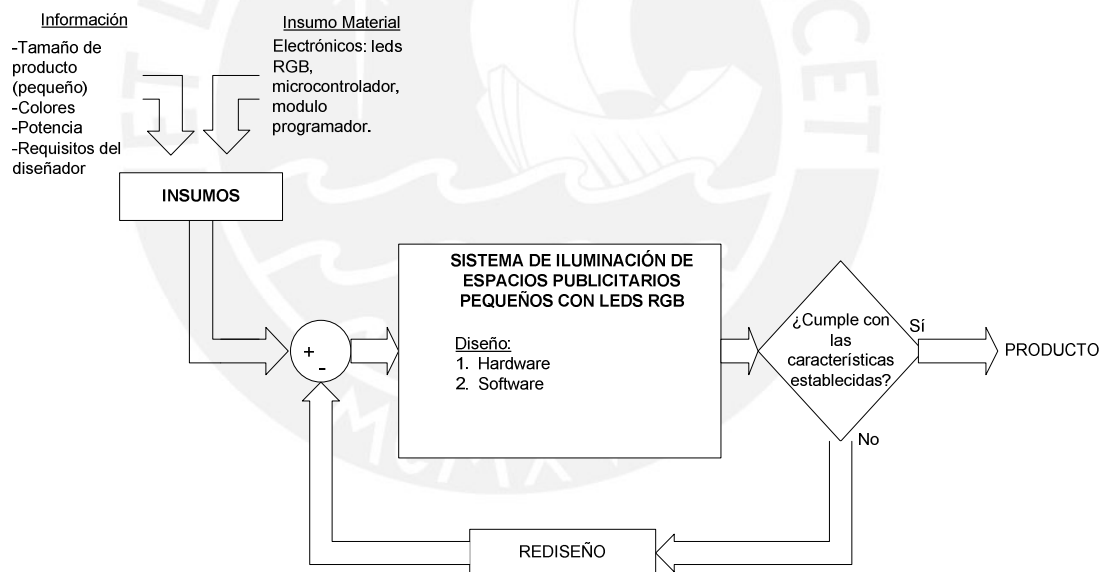 Información
-Tamaño de
producto
(pequeño)
-Colores
-Potencia
-Requisitos del
diseñador
Insumo Material
Electrónicos: leds
RGB,
microcontrolador,
modulo
programador.
INSUMOS
+
-
SISTEMA DE ILUMINACIÓN DE
ESPACIOS PUBLICITARIOS
PEQUEÑOS CON LEDS RGB
Diseño:
1. Hardware
2. Software
¿Cumple con
las
características
establecidas?
Sí
PRODUCTO
No
REDISEÑO